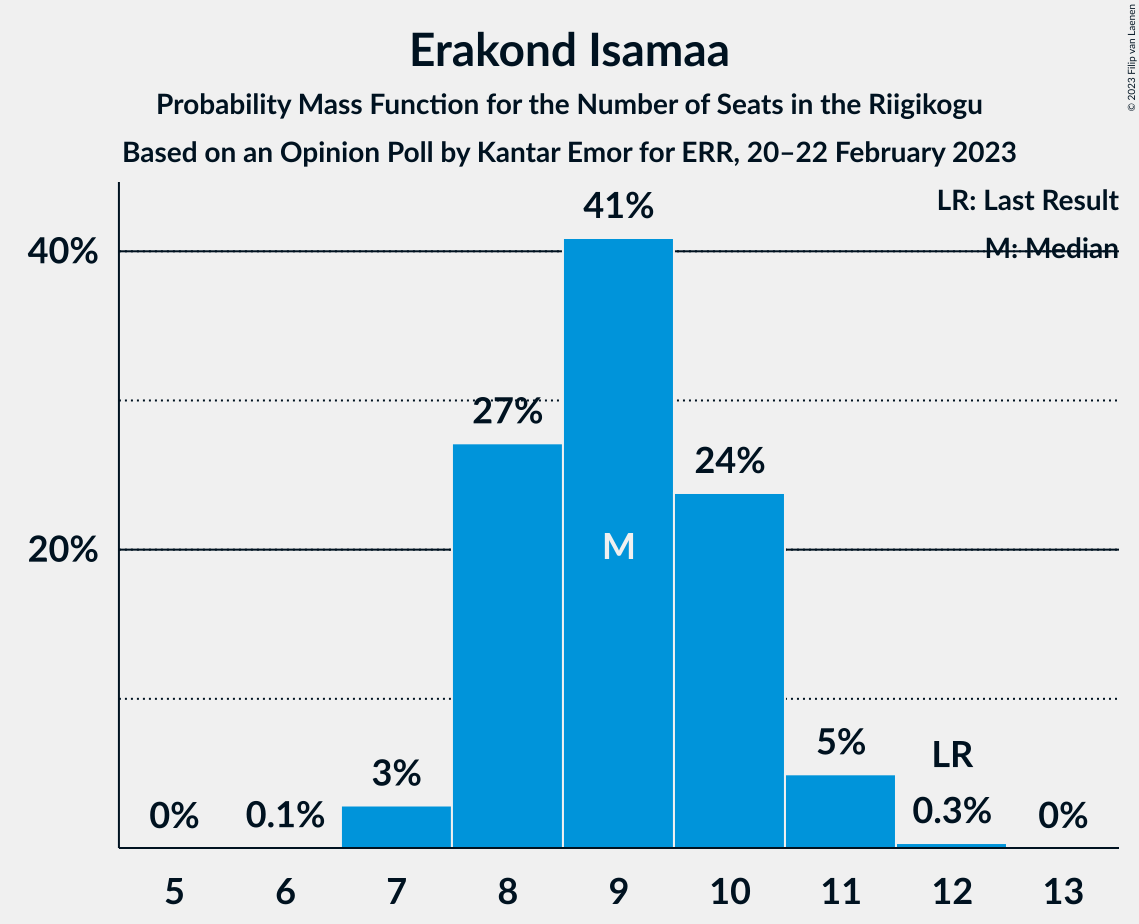 Erakond Isamaa
Probability Mass Function for the Number of Seats in the Riigikogu
Based on an Opinion Poll by Kantar Emor for ERR, 20–22 February 2023
© 2023 Filip van Laenen
LR: Last Result
M: Median
40%
20%
0%
0.1%
3%
27%
41%
M
24%
5%
LR
0.3%
0%
5 6 7 8 9 10 11 12 13